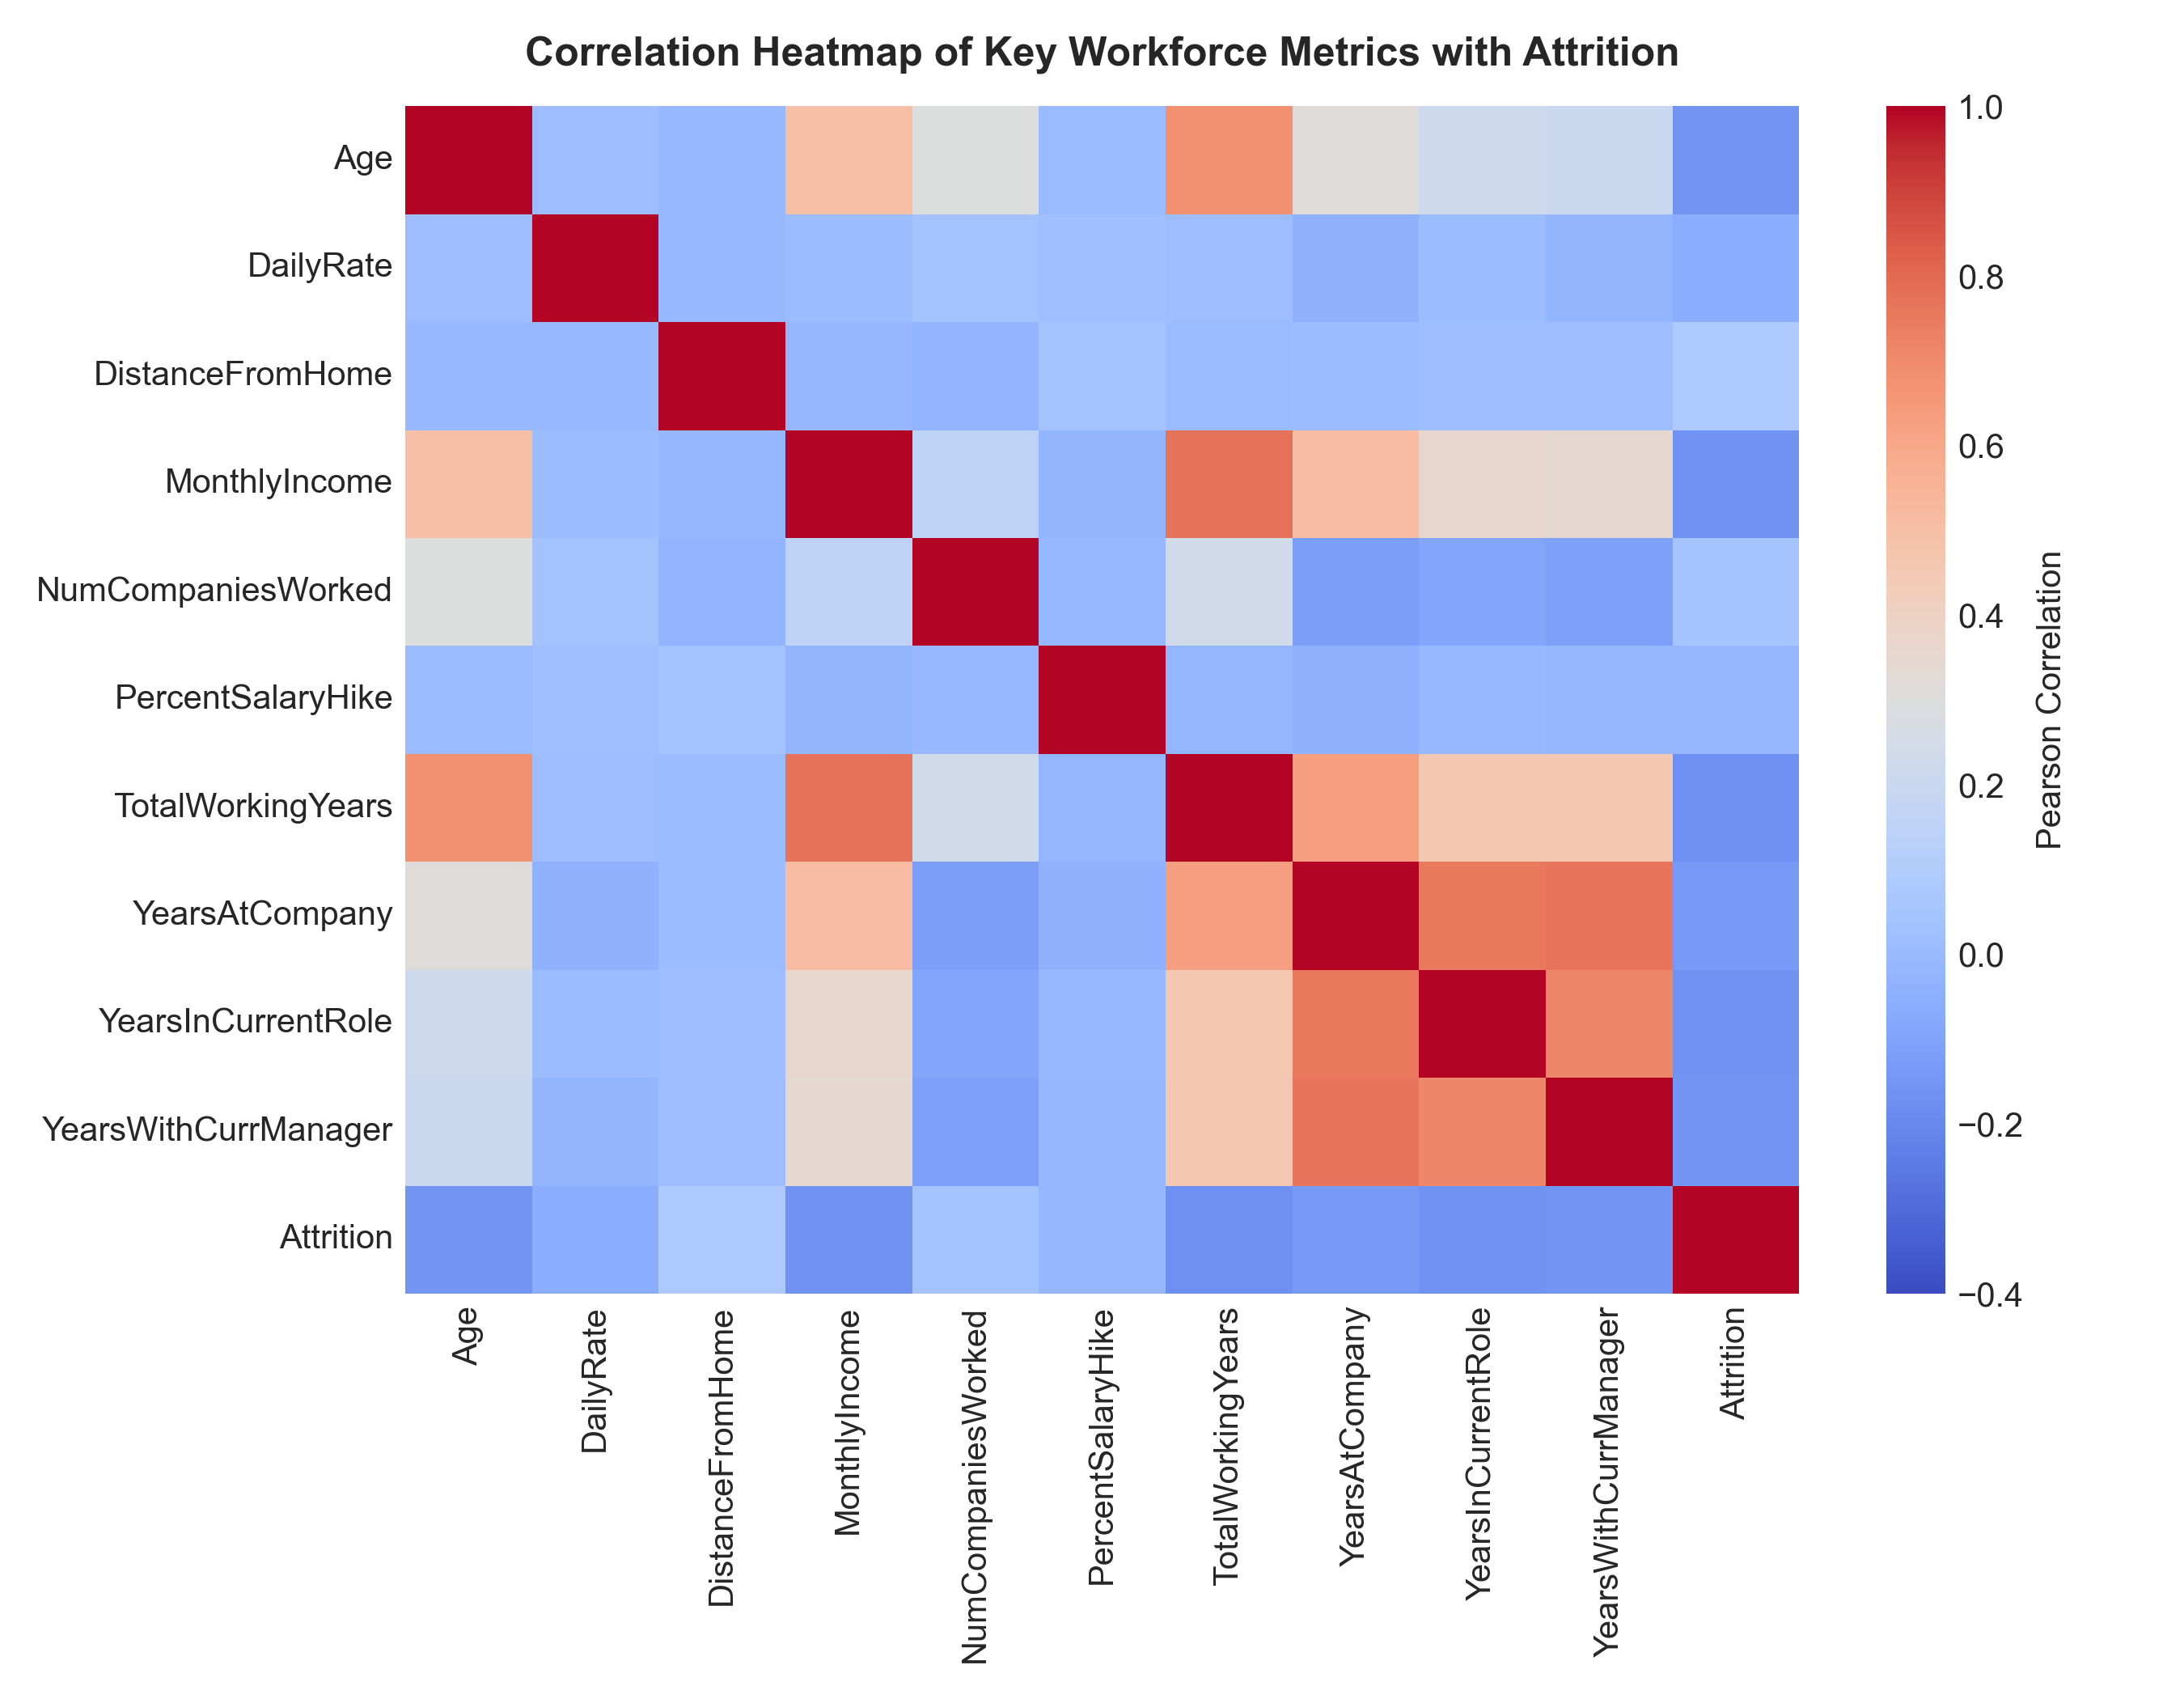 Correlation Heatmap of Key Workforce Metrics with Attrition
Age
DailyRate
DistanceFromHome
MonthlyIncome
NumCompaniesWorked
PercentSalaryHike
TotalWorkingYears
YearsAtCompany
YearsInCurrentRole
YearsWithCurrManager
Attrition
Age
DailyRate
DistanceFromHome
MonthlyIncome
NumCompaniesWorked
PercentSalaryHike
TotalWorkingYears
YearsAtCompany
YearsInCurrentRole
YearsWithCurrManager
Attrition
1.0
0.8
0.6
0.4
0.2
0.0
−0.2
−0.4
Pearson Correlation